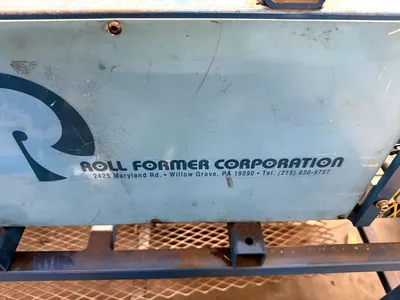 ROLL FORMER CORPORATION
2425 Maryland Rd. • Willow Grove, PA 19090 • Tel. (215) 830-9757